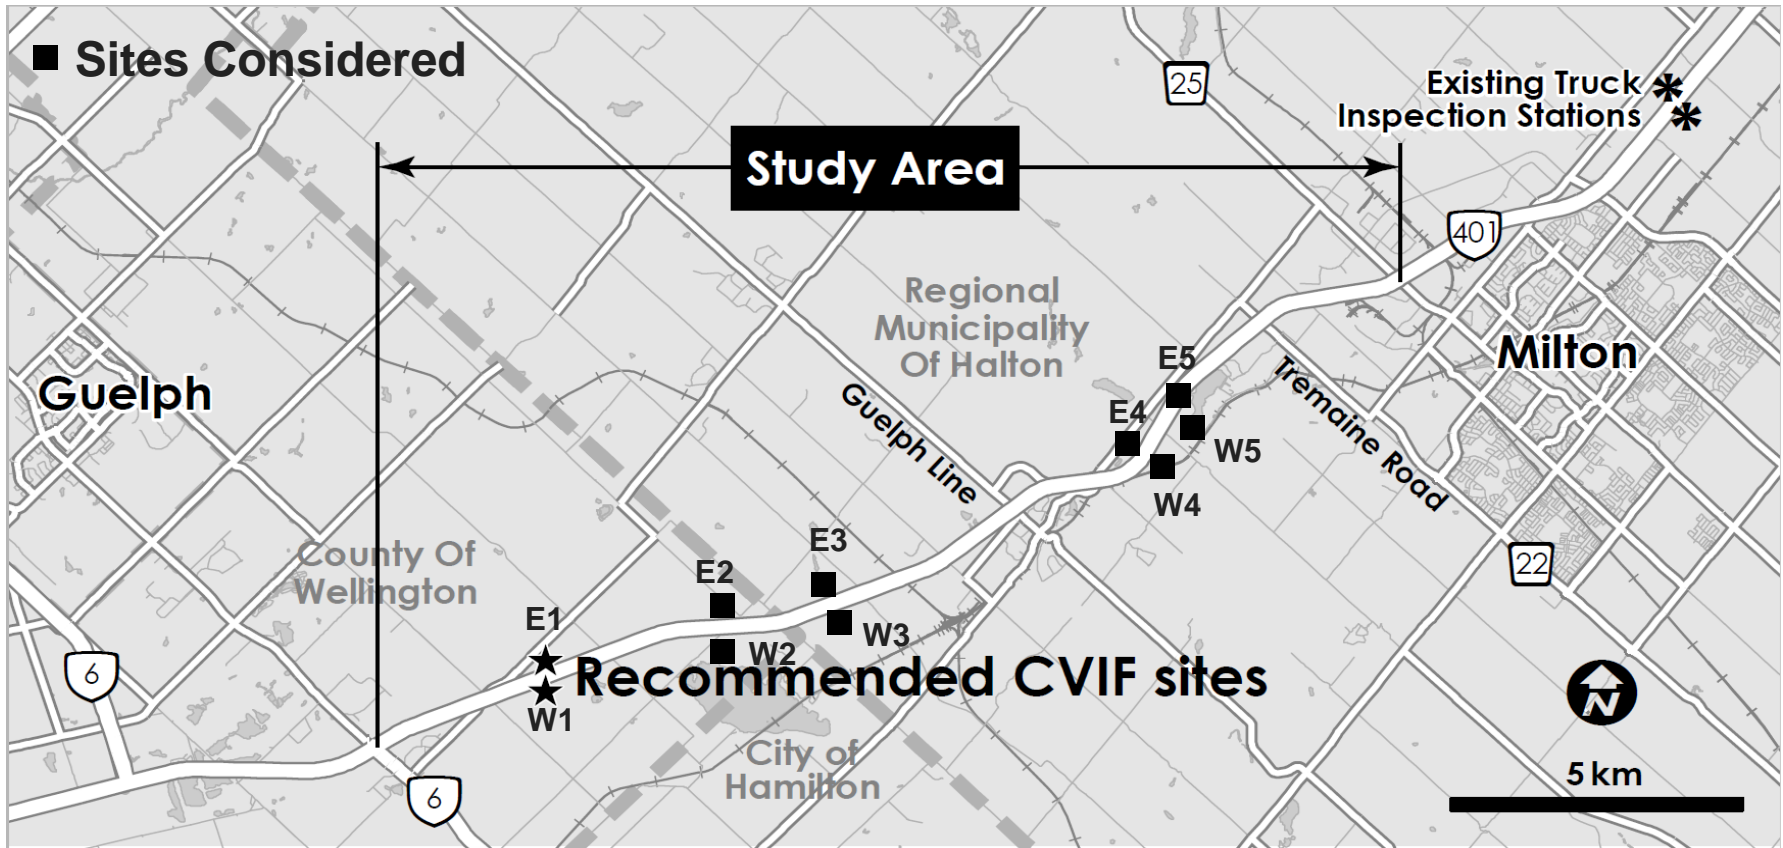 Sites Considered
25
Existing Truck
Inspection Stations
* *
Study Area
401
Regional
Municipality
Of Halton
Milton
E5
Guelph
Guelph Line
E4
Tremaine Road
W5
W4
County Of
Wellington
E3
E2
22
E1
W3
W2
6
Recommended CVIF sites
W1
N
City of
Hamilton
5 km
6